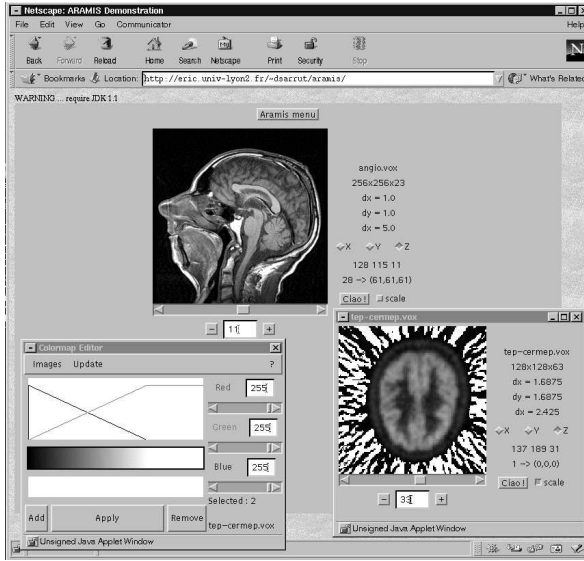 Netscape: ARAMIS Demonstration
File Edit View Go Communicator Help
Back Forward Reload Home Search Netscape Print Security Stop
N
Bookmarks Location: http://eric.univ-lyon2.fr/~dsarrut/aramis/ What's Related
WARNING ... require JDK 1.1
Aramis menu
angio.vox
256x256x23
dx = 1.0
dy = 1.0
dx = 5.0
X Y Z
128 115 11
28 -> (61,61,61)
Ciao! scale
- 11 +
Colormap Editor
Images Update ?
Red 255
Green 255
Blue 255
Selected : 2
Add Apply Remove tep-cermep.vox
Unsigned Java Applet Window
tep-cermep.vox
tep-cermep.vox
128x128x63
dx = 1.6875
dy = 1.6875
dx = 2.425
X Y Z
137 189 31
1 -> (0,0,0)
Ciao! scale
- 33 +
Unsigned Java Applet Window